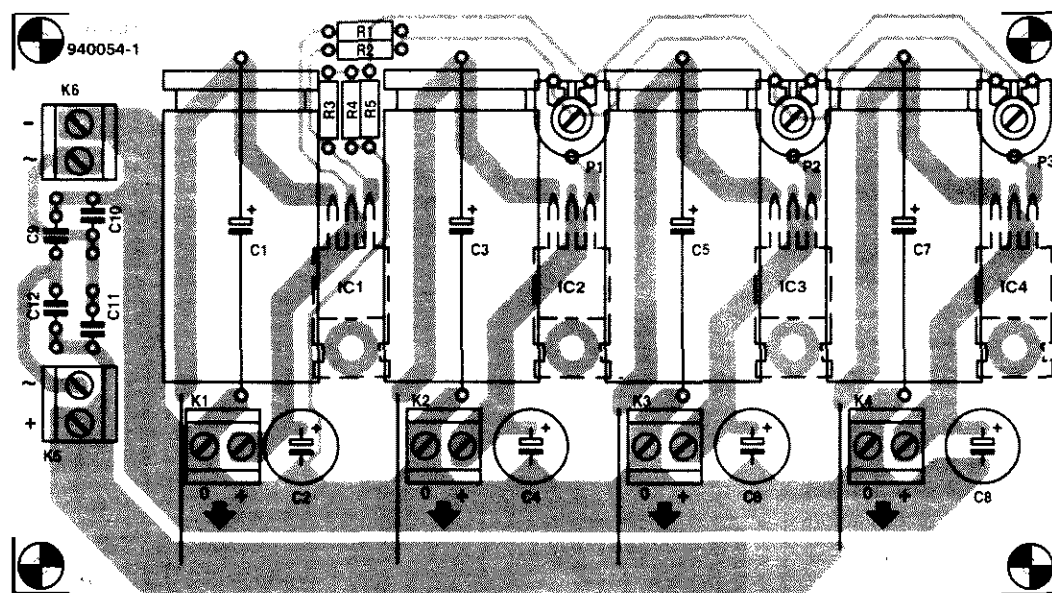 940054-1
R1
R2
K6
R3
R4
R5
-
~
P1
P2
P3
C9
C10
C1
+
C3
+
C5
+
C7
+
C12
C11
IC1
IC2
IC3
IC4
~
+
K5
K1
K2
K3
K4
+
+
+
+
0 +
0 +
0 +
0 +
C2
C4
C6
C8